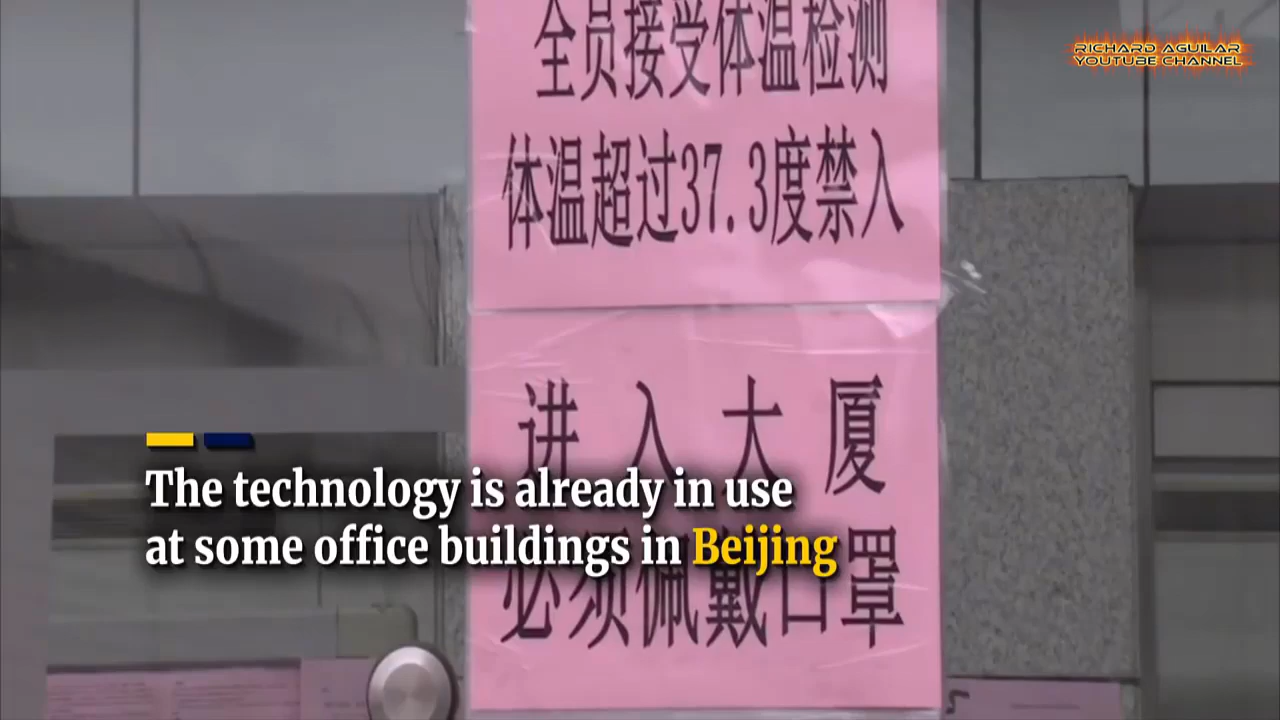 RICHARD AGUILAR
YOUTUBE CHANNEL
全员接受体温检测
体温超过37.3度禁入
进入大厦
必须佩戴口罩
The technology is already in use
at some office buildings in Beijing